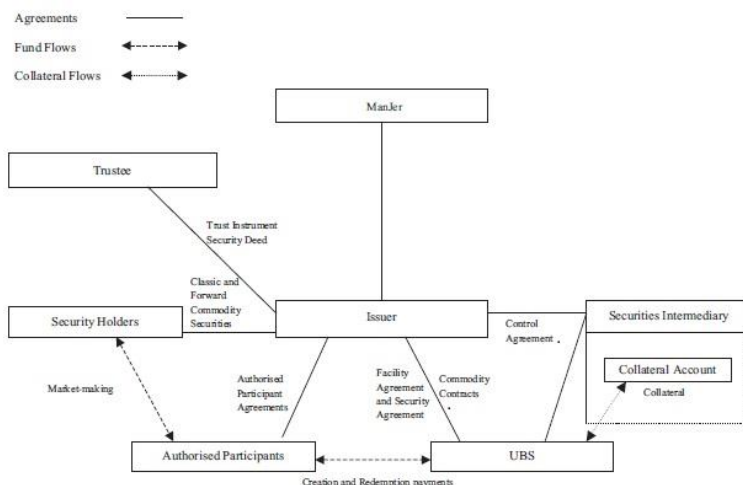 Agreements
Fund Flows
Collateral Flows
ManJer
Trustee
Trust Instrument
Security Deed
Classic and
Forward
Commodity
Securities
Security Holders
Issuer
Securities Intermediary
Control
Agreement
Collateral Account
Collateral
Market-making
Authorised
Participant
Agreements
Facility
Agreement
and Security
Agreement
Commodity
Contracts
Authorised Participants
UBS
Creation and Redemption payments